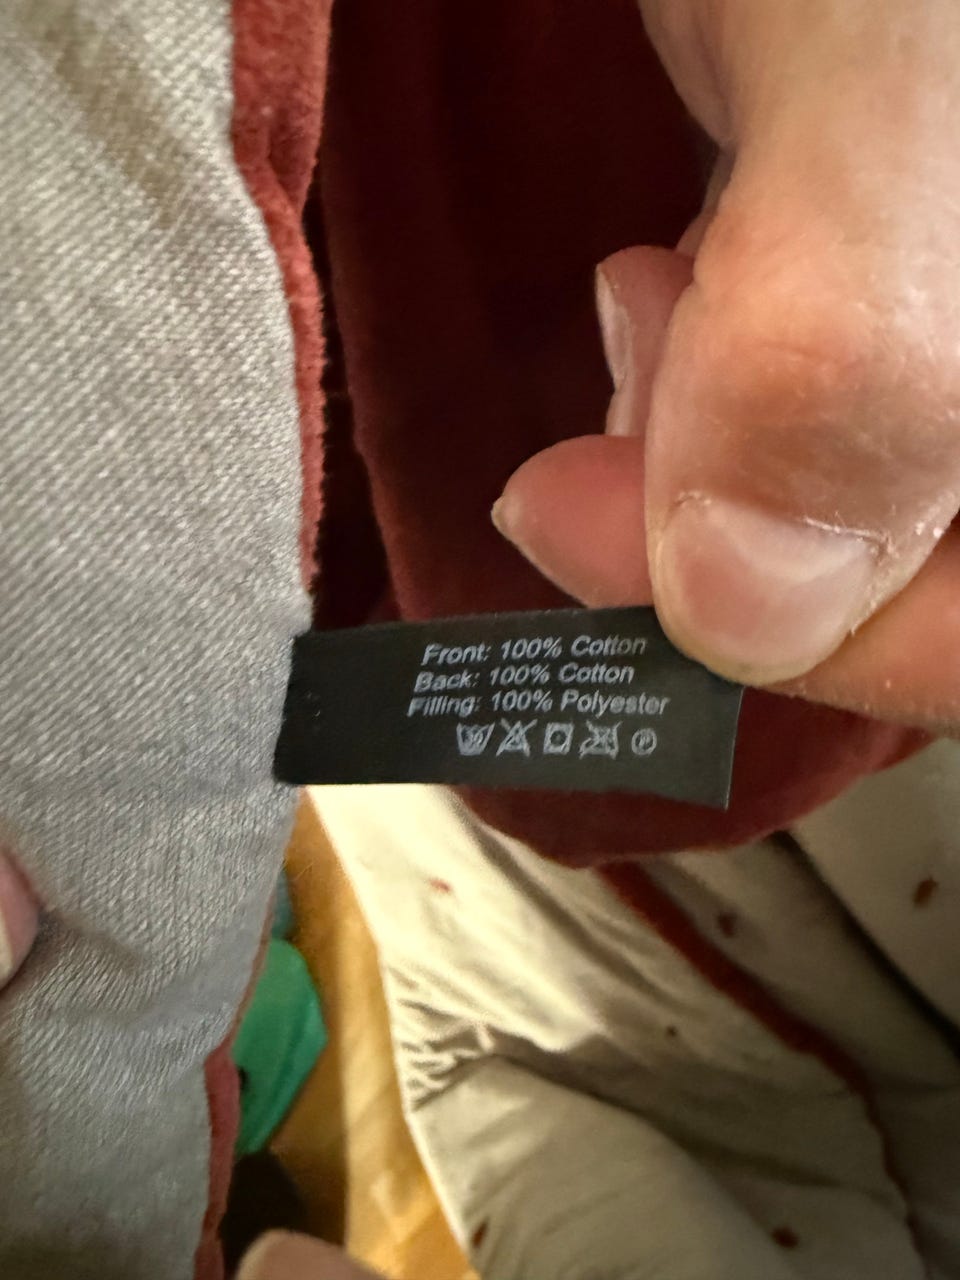 Front: 100% Cotton
Back: 100% Cotton
Filling: 100% Polyester